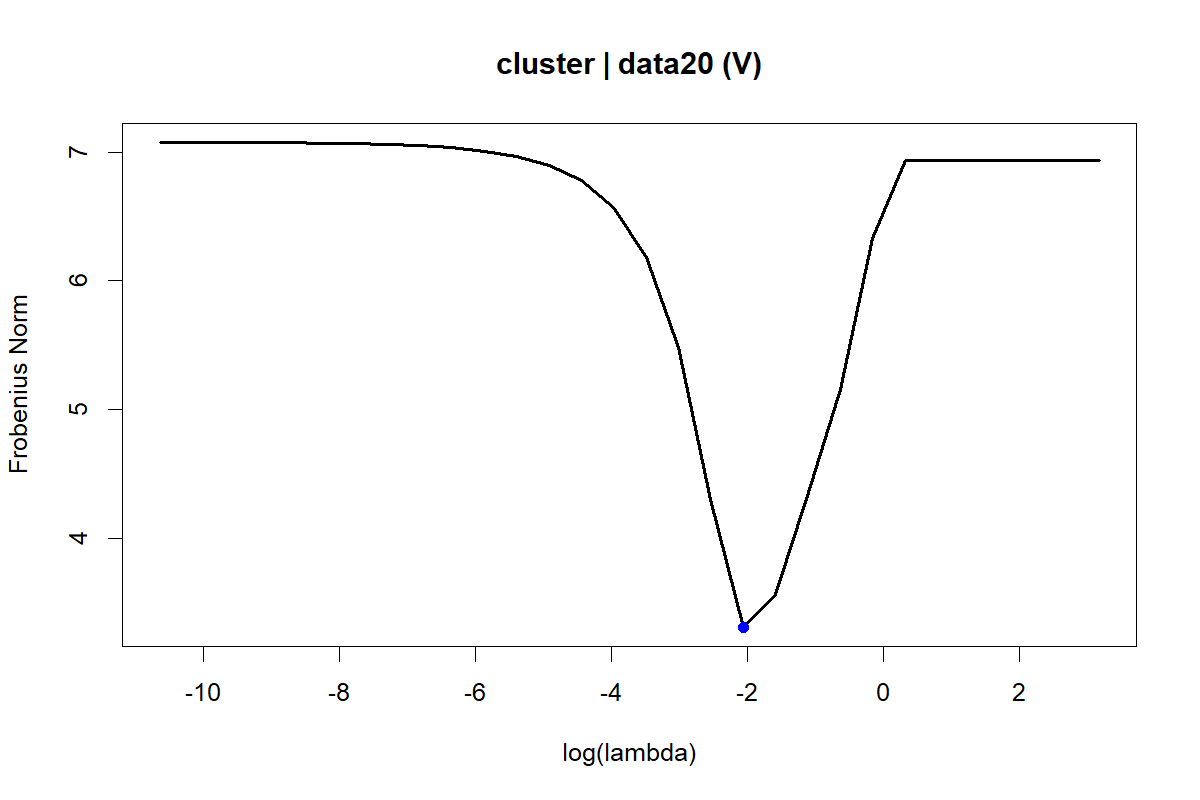 cluster | data20 (V)
Frobenius Norm
7
6
5
4
-10 -8 -6 -4 -2 0 2
log(lambda)